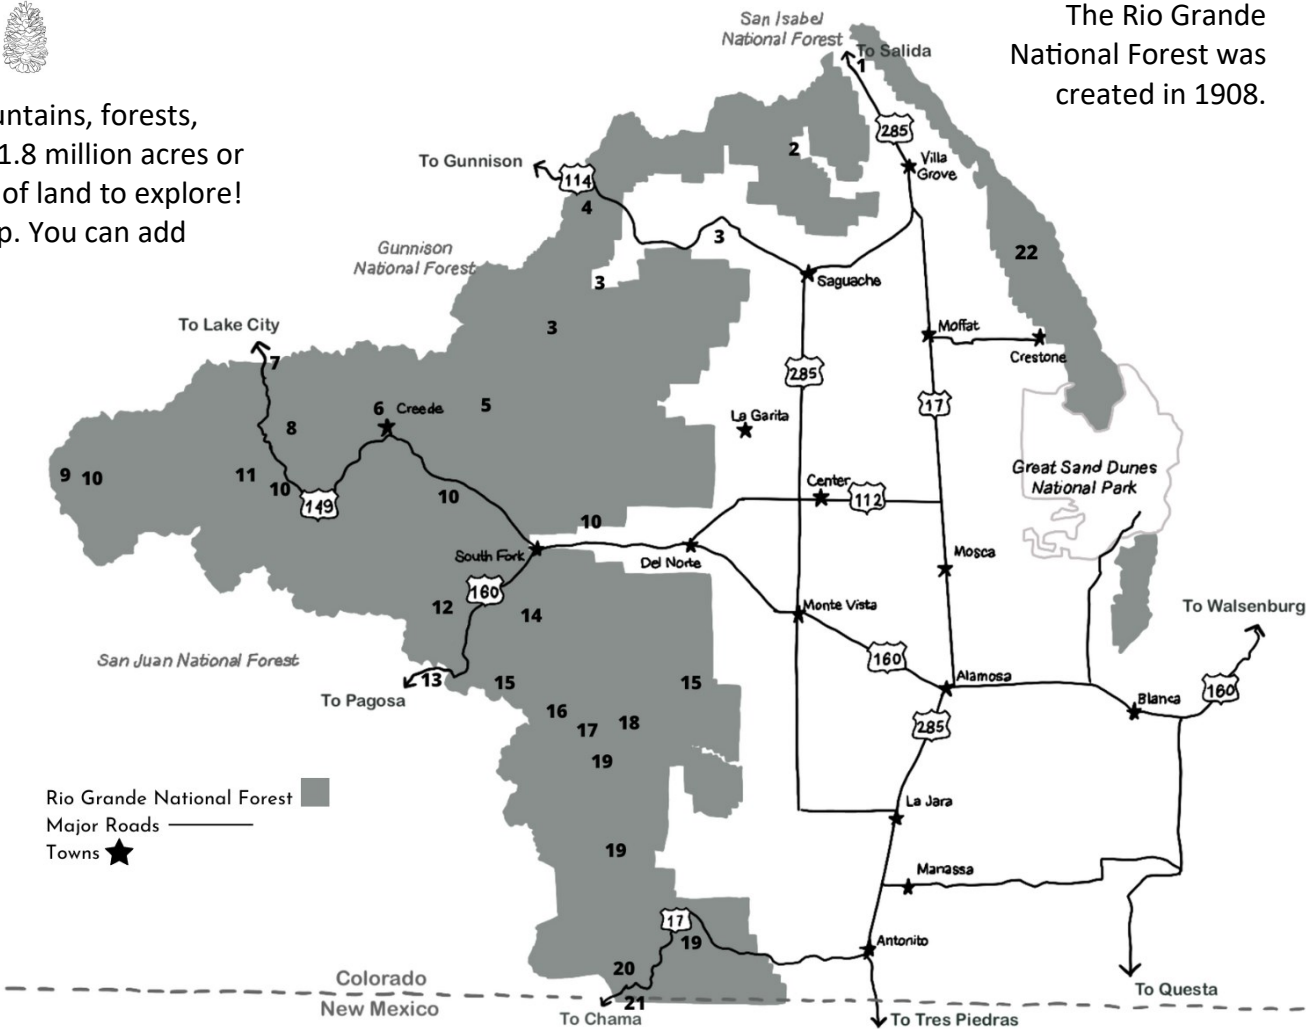 San Isabel
National Forest
To Salida
1
The Rio Grande
National Forest was
created in 1908.
untains, forests,
1.8 million acres or
of land to explore!
p. You can add
285
2
Villa
Grove
To Gunnison
114
4
3
22
Gunnison
National Forest
Saguache
3
3
To Lake City
7
Moffat
Crestone
285
17
6
Creede
5
La Garita
8
9
10
11
10
149
10
10
Center
112
Great Sand Dunes
National Park
South Fork
Del Norte
Mosca
160
12
14
Monte Vista
To Walsenburg
160
San Juan National Forest
13
15
15
Alamosa
160
To Pagosa
Blanca
16
17
18
285
19
Rio Grande National Forest
Major Roads
Towns
La Jara
19
Manassa
17
19
Antonito
20
Colorado
New Mexico
21
To Chama
To Questa
To Tres Piedras